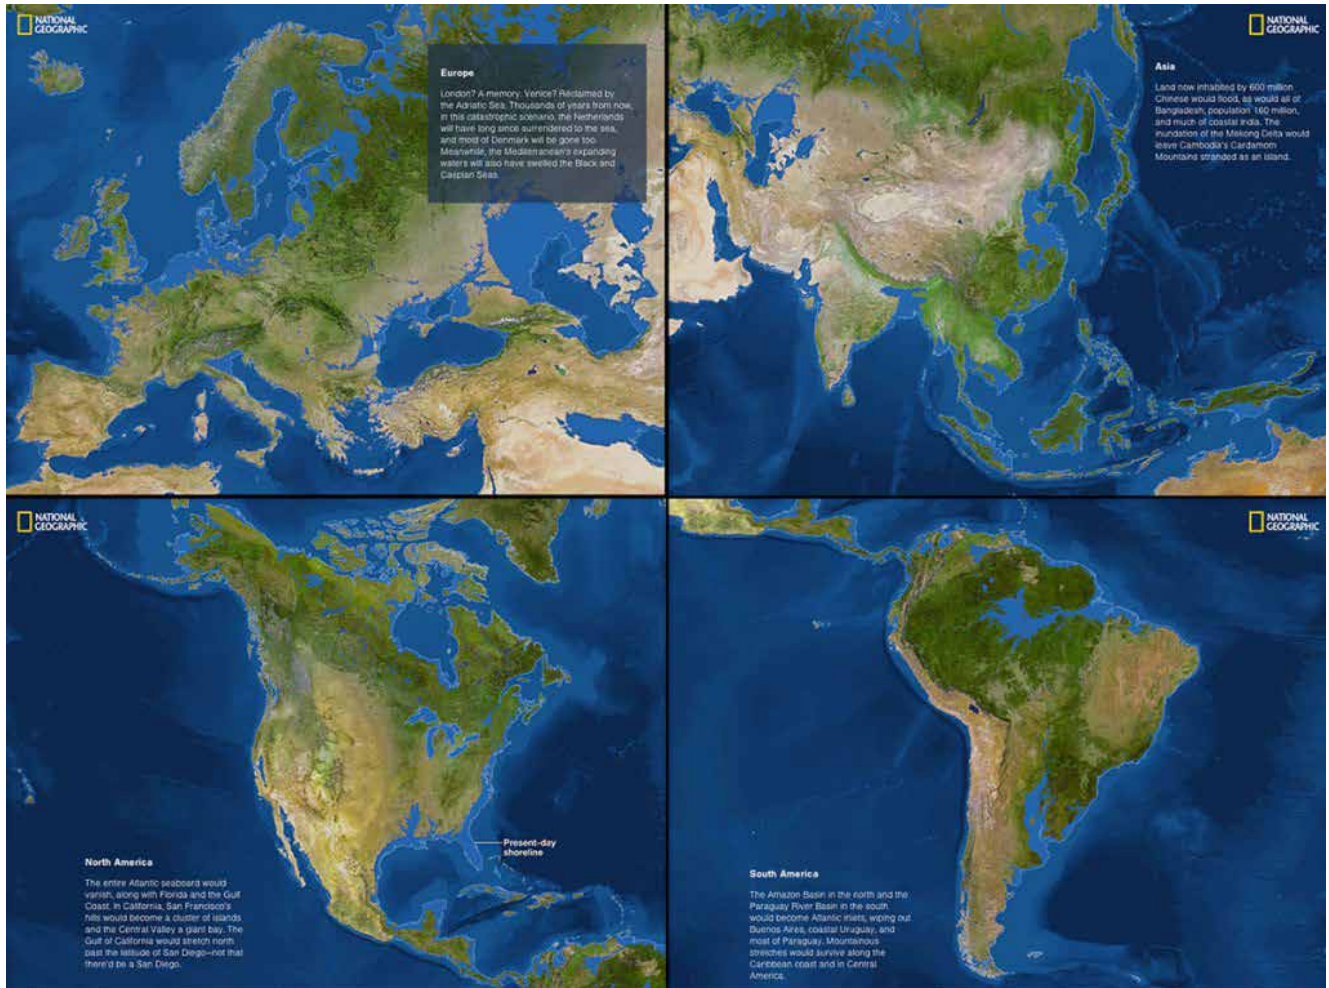 NATIONAL
GEOGRAPHIC
Europe
London? A memory. Venice? Reclaimed by
the Adriatic Sea. Thousands of years from now,
in this catastrophic scenario, the Netherlands
will have long since surrendered to the sea,
and most of Denmark will be gone too.
Meanwhile, the Mediterranean's expanding
waters will also have swelled the Black and
Caspian Seas.
NATIONAL
GEOGRAPHIC
Asia
Land now inhabited by 600 million
Chinese would flood, as would all of
Bangladesh, population 160 million,
and much of coastal India. The
inundation of the Mekong Delta would
leave Cambodia's Cardamom
Mountains stranded as an island.
NATIONAL
GEOGRAPHIC
Present-day
shoreline
North America
The entire Atlantic seaboard would
vanish, along with Florida and the Gulf
Coast. In California, San Francisco's
hills would become a cluster of islands
and the Central Valley a giant bay. The
Gulf of California would stretch north
past the latitude of San Diego—not that
there'd be a San Diego.
NATIONAL
GEOGRAPHIC
South America
The Amazon Basin in the north and the
Paraguay River Basin in the south
would become Atlantic inlets, wiping out
Buenos Aires, coastal Uruguay, and
most of Paraguay. Mountainous
stretches would survive along the
Caribbean coast and in Central
America.